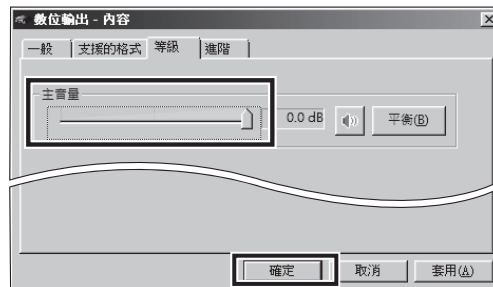 數位輸出 - 內容
一般 支援的格式 等級 進階
主音量
0.0 dB 平衡(B)
確定 取消 套用(A)